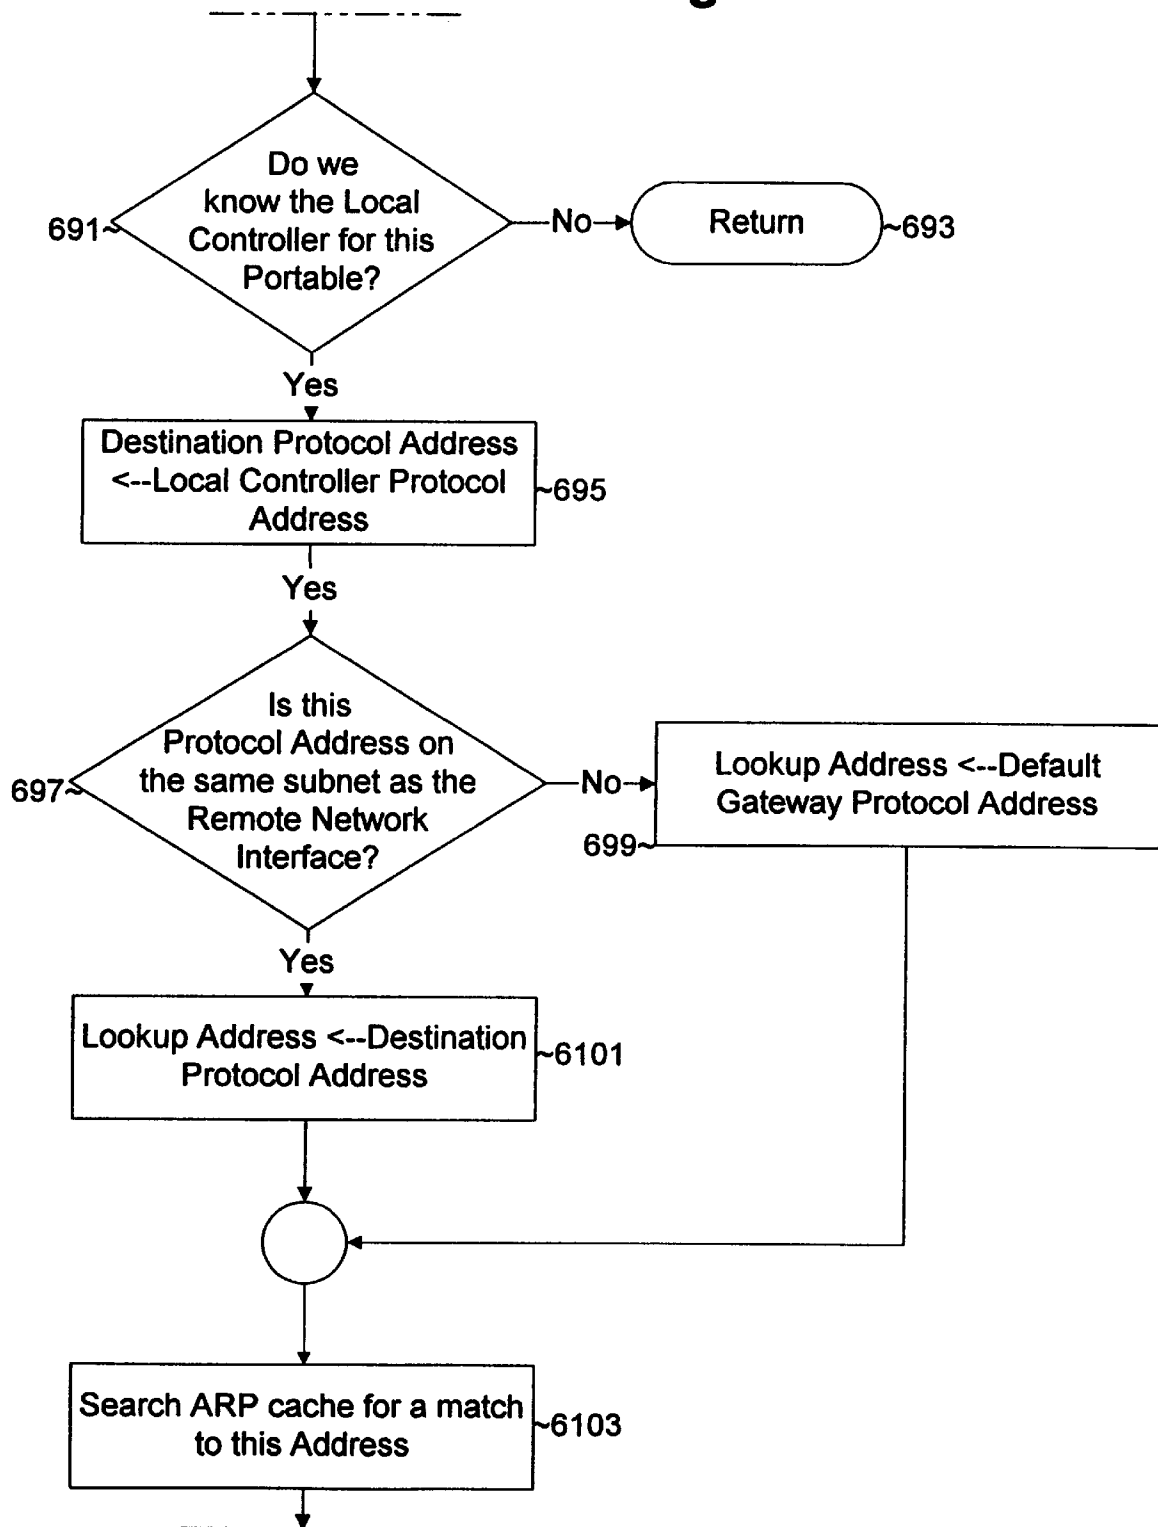 Do we
know the Local
Controller for this
Portable?
691~
No
Return
~693
Yes
Destination Protocol Address
<--Local Controller Protocol
Address
~695
Yes
Is this
Protocol Address on
the same subnet as the
Remote Network
Interface?
697~
No
Lookup Address <--Default
Gateway Protocol Address
699~
Yes
Lookup Address <--Destination
Protocol Address
~6101
Search ARP cache for a match
to this Address
~6103